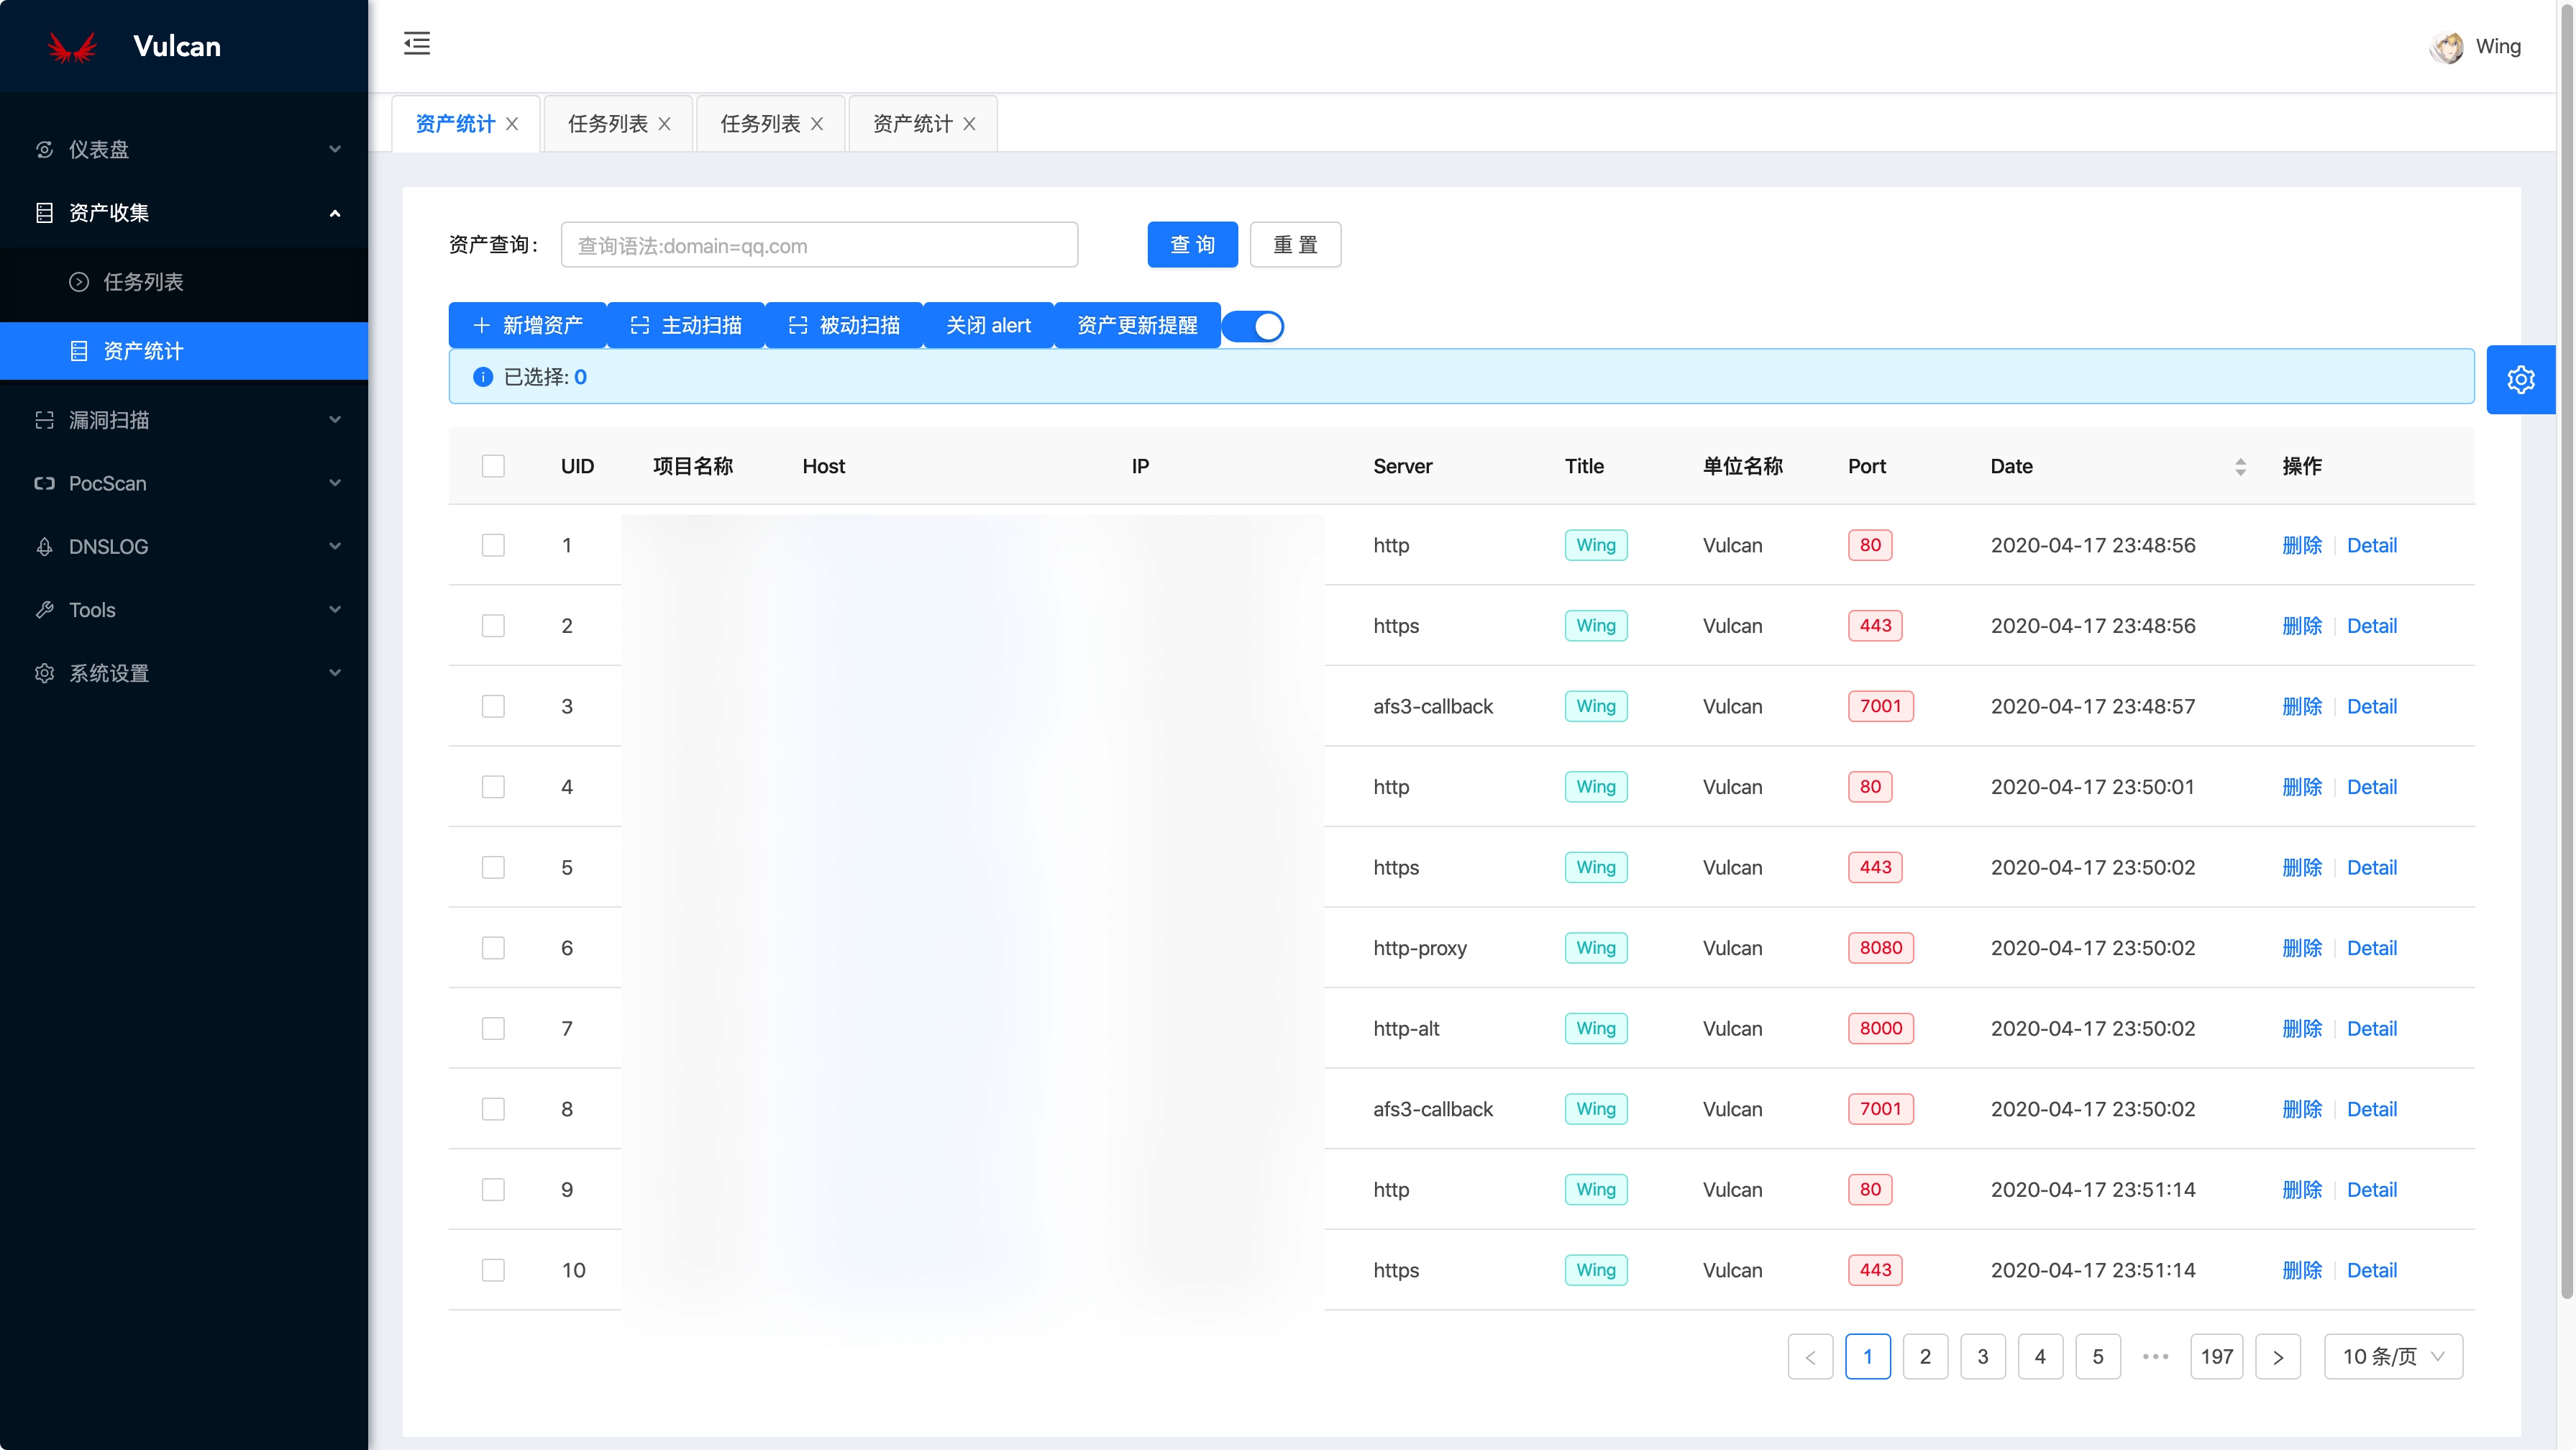 Vulcan
Wing
仪表盘
资产收集
任务列表
资产统计
漏洞扫描
PocScan
DNSLOG
Tools
系统设置
资产统计 任务列表 任务列表 资产统计
资产查询: 查询语法:domain=qq.com 查 询 重 置
新增资产 主动扫描 被动扫描 关闭 alert 资产更新提醒
已选择: 0
UID 项目名称 Host IP Server Title 单位名称 Port Date 操作
1 http Wing Vulcan 80 2020-04-17 23:48:56 删除 Detail
2 https Wing Vulcan 443 2020-04-17 23:48:56 删除 Detail
3 afs3-callback Wing Vulcan 7001 2020-04-17 23:48:57 删除 Detail
4 http Wing Vulcan 80 2020-04-17 23:50:01 删除 Detail
5 https Wing Vulcan 443 2020-04-17 23:50:02 删除 Detail
6 http-proxy Wing Vulcan 8080 2020-04-17 23:50:02 删除 Detail
7 http-alt Wing Vulcan 8000 2020-04-17 23:50:02 删除 Detail
8 afs3-callback Wing Vulcan 7001 2020-04-17 23:50:02 删除 Detail
9 http Wing Vulcan 80 2020-04-17 23:51:14 删除 Detail
10 https Wing Vulcan 443 2020-04-17 23:51:14 删除 Detail
< 1 2 3 4 5 ••• 197 > 10 条/页